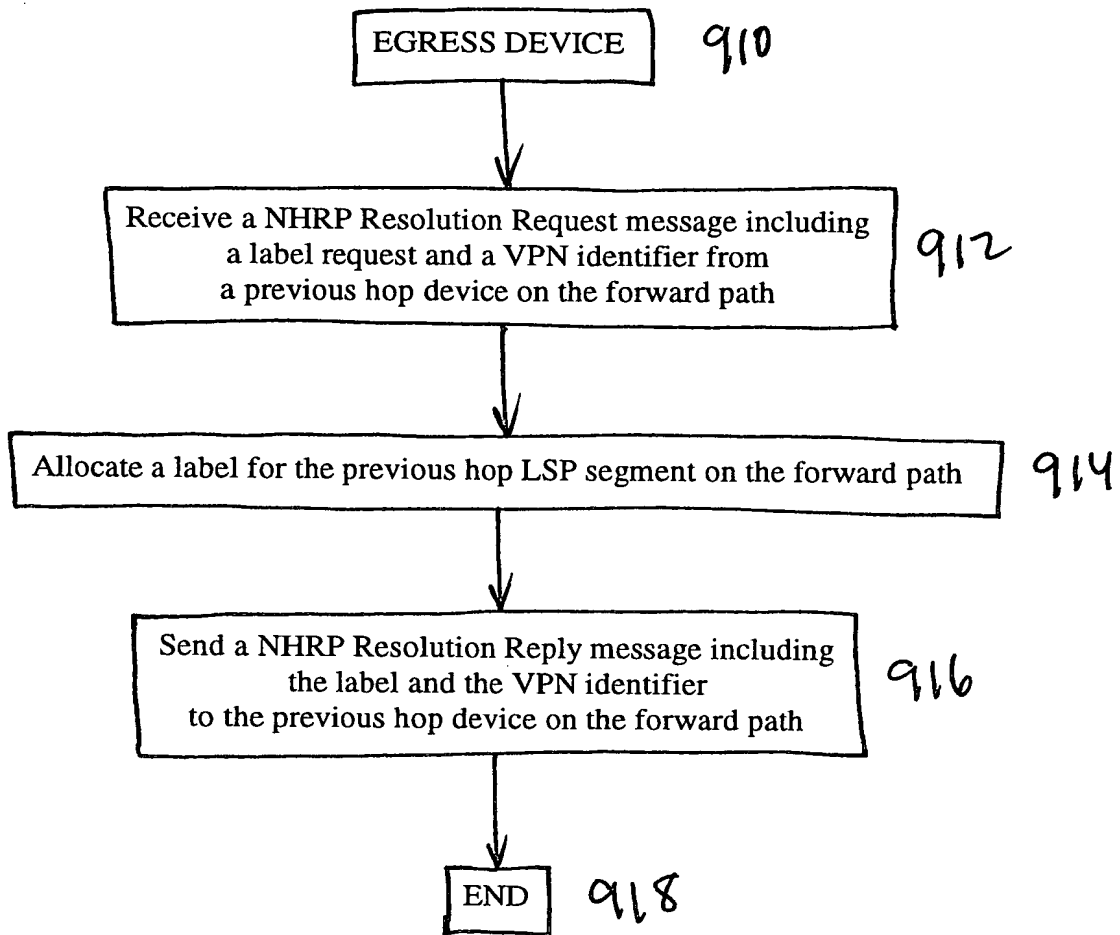 EGRESS DEVICE
910
Receive a NHRP Resolution Request message including
a label request and a VPN identifier from
a previous hop device on the forward path
912
Allocate a label for the previous hop LSP segment on the forward path
914
Send a NHRP Resolution Reply message including
the label and the VPN identifier
to the previous hop device on the forward path
916
END
918